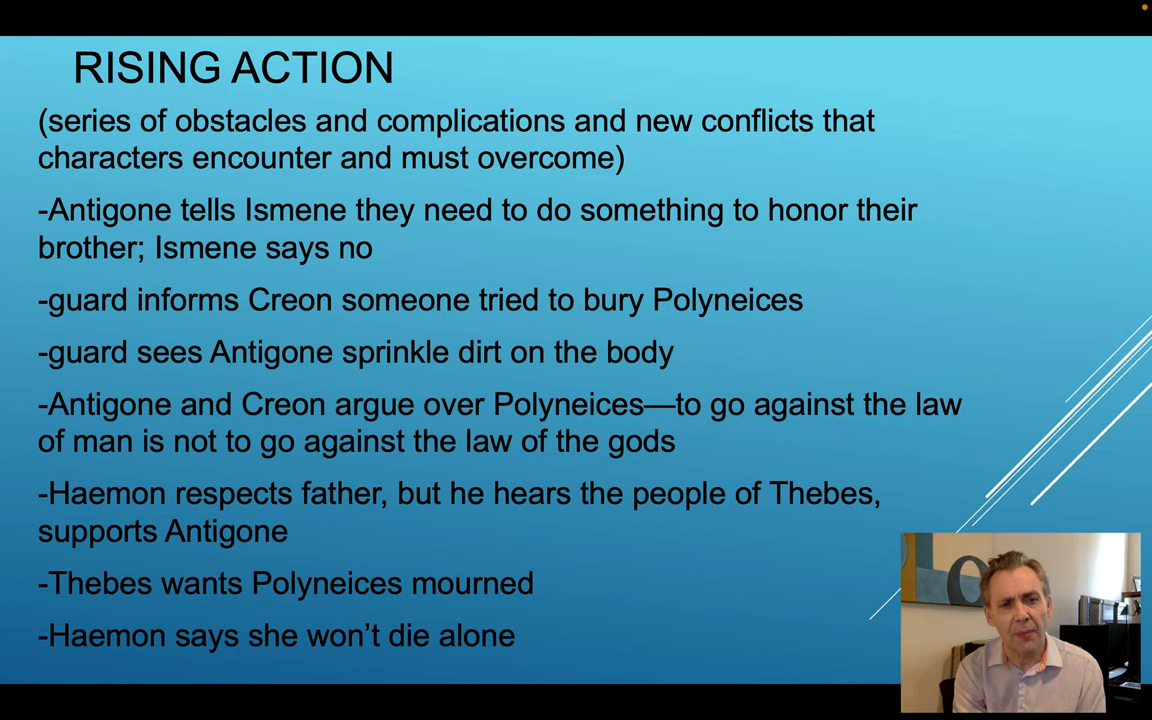 RISING ACTION
(series of obstacles and complications and new conflicts that
characters encounter and must overcome)
-Antigone tells Ismene they need to do something to honor their
brother; Ismene says no
-guard informs Creon someone tried to bury Polyneices
-guard sees Antigone sprinkle dirt on the body
-Antigone and Creon argue over Polyneices—to go against the law
of man is not to go against the law of the gods
-Haemon respects father, but he hears the people of Thebes,
supports Antigone
-Thebes wants Polyneices mourned
-Haemon says she won’t die alone